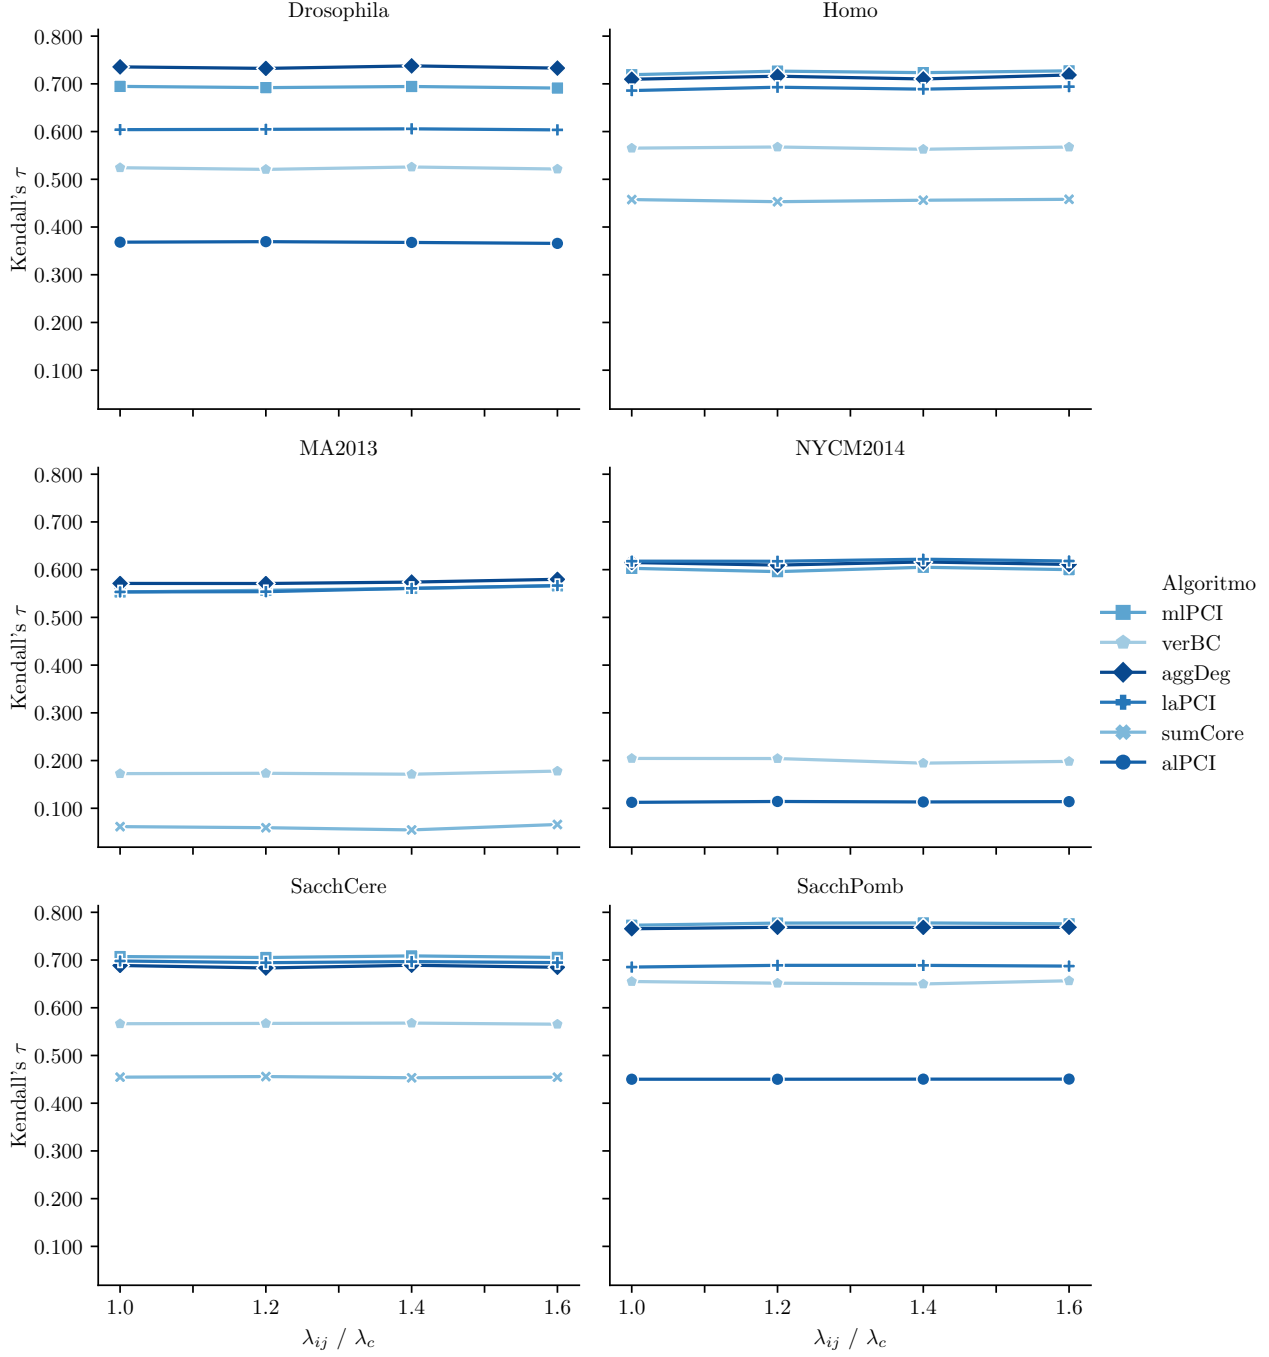 Drosophila
Homo
0.800
0.700
0.600
0.500
0.400
0.300
0.200
0.100
Kendall's τ
MA2013
NYCM2014
0.800
0.700
0.600
0.500
0.400
0.300
0.200
0.100
Kendall's τ
Algoritmo
mlPCI
verBC
aggDeg
laPCI
sumCore
alPCI
SacchCere
SacchPomb
0.800
0.700
0.600
0.500
0.400
0.300
0.200
0.100
Kendall's τ
1.0 1.2 1.4 1.6
1.0 1.2 1.4 1.6
λij / λc
λij / λc